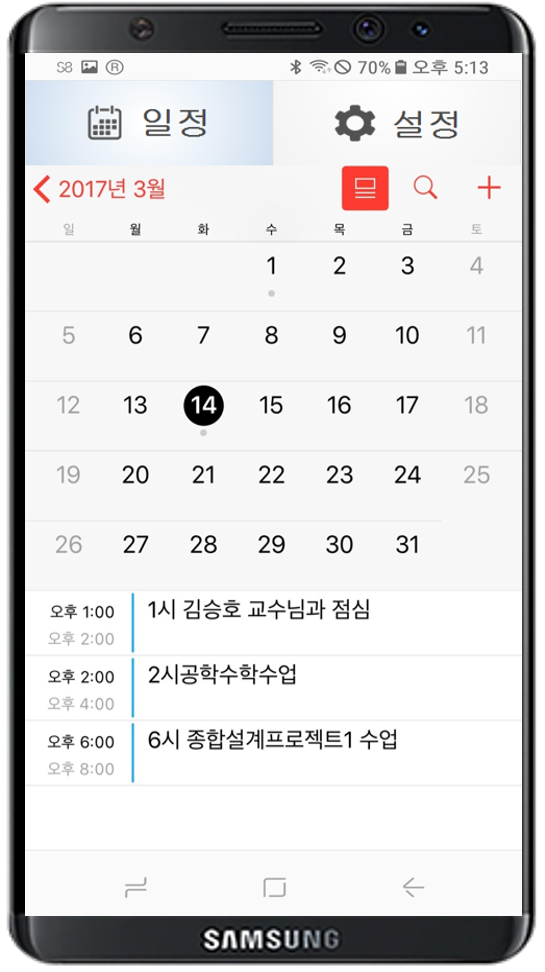 S8 R 70% 오후 5:13
일정 설정
2017년 3월
일 월 화 수 목 금 토
1 2 3 4
5 6 7 8 9 10 11
12 13 14 15 16 17 18
19 20 21 22 23 24 25
26 27 28 29 30 31
오후 1:00 1시 김승호 교수님과 점심
오후 2:00
오후 2:00 2시공학수학수업
오후 4:00
오후 6:00 6시 종합설계프로젝트1 수업
오후 8:00
SAMSUNG